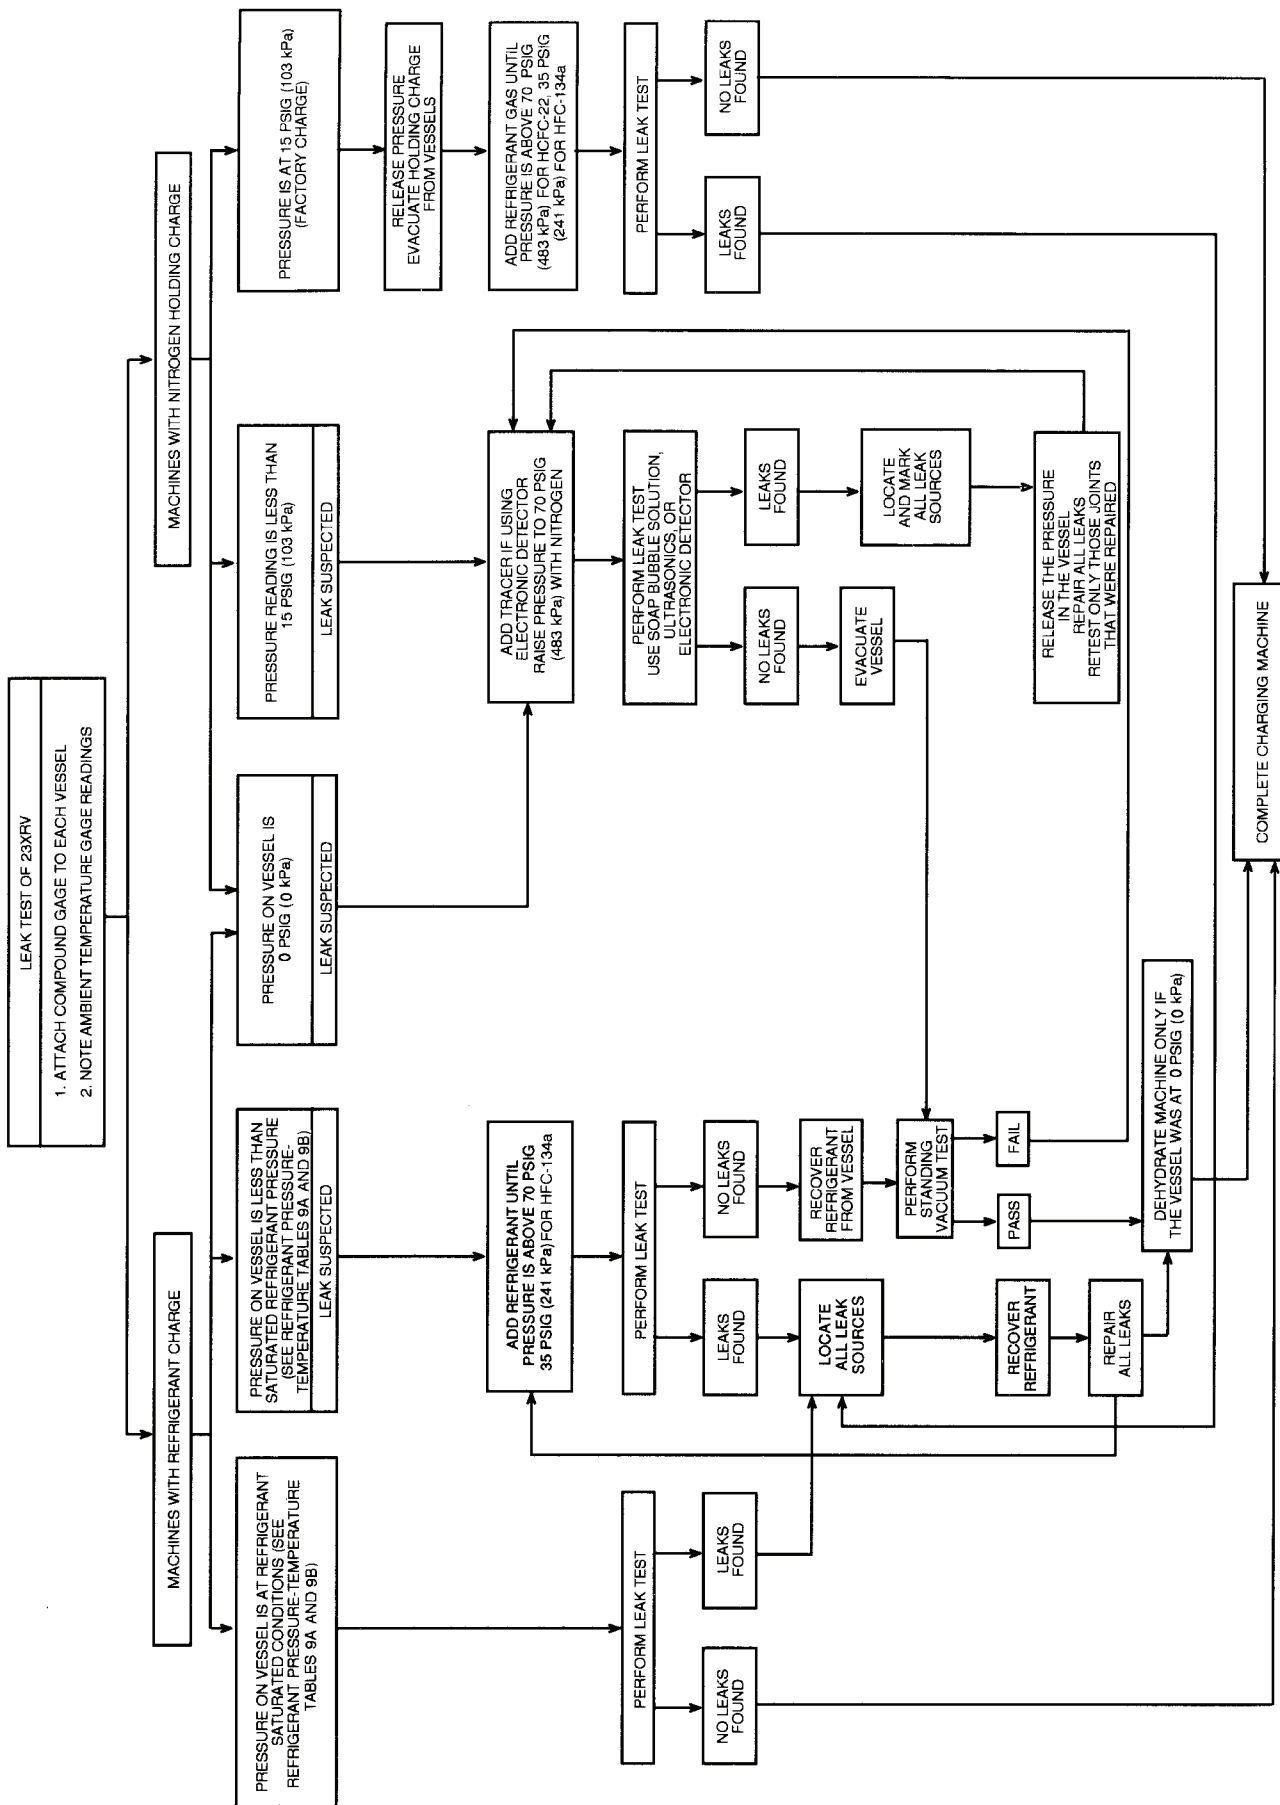 LEAK TEST OF 23XRV
1. ATTACH COMPOUND GAGE TO EACH VESSEL
2. NOTE AMBIENT TEMPERATURE GAGE READINGS
MACHINES WITH REFRIGERANT CHARGE
MACHINES WITH NITROGEN HOLDING CHARGE
PRESSURE ON VESSEL IS AT REFRIGERANT
SATURATED CONDITIONS (SEE
REFRIGERANT PRESSURE-TEMPERATURE
TABLES 9A AND 9B)
PRESSURE ON VESSEL IS LESS THAN
SATURATED REFRIGERANT PRESSURE
(SEE REFRIGERANT PRESSURE-
TEMPERATURE TABLES 9A AND 9B)
LEAK SUSPECTED
PRESSURE ON VESSEL IS
0 PSIG (0 kPa)
LEAK SUSPECTED
PRESSURE READING IS LESS THAN
15 PSIG (103 kPa)
LEAK SUSPECTED
PRESSURE IS AT 15 PSIG (103 kPa)
(FACTORY CHARGE)
RELEASE PRESSURE
EVACUATE HOLDING CHARGE
FROM VESSELS
ADD REFRIGERANT UNTIL
PRESSURE IS ABOVE 70 PSIG
35 PSIG (241 kPa) FOR HFC-134a
ADD TRACER IF USING
ELECTRONIC DETECTOR
RAISE PRESSURE TO 70 PSIG
(483 kPa) WITH NITROGEN
ADD REFRIGERANT GAS UNTIL
PRESSURE IS ABOVE 70 PSIG
(483 kPa) FOR HCFC-22, 35 PSIG
(241 kPa) FOR HFC-134a
PERFORM LEAK TEST
PERFORM LEAK TEST
PERFORM LEAK TEST
USE SOAP BUBBLE SOLUTION,
ULTRASONICS, OR
ELECTRONIC DETECTOR
PERFORM LEAK TEST
NO LEAKS
FOUND
LEAKS
FOUND
LEAKS
FOUND
NO LEAKS
FOUND
NO LEAKS
FOUND
LEAKS
FOUND
LEAKS
FOUND
NO LEAKS
FOUND
LOCATE
ALL LEAK
SOURCES
RECOVER
REFRIGERANT
FROM VESSEL
EVACUATE
VESSEL
LOCATE
AND MARK
ALL LEAK
SOURCES
PERFORM
STANDING
VACUUM TEST
RECOVER
REFRIGERANT
PASS
FAIL
RELEASE THE PRESSURE
IN THE VESSEL
REPAIR ALL LEAKS
RETEST ONLY THOSE JOINTS
THAT WERE REPAIRED
REPAIR
ALL LEAKS
DEHYDRATE MACHINE ONLY IF
THE VESSEL WAS AT 0 PSIG (0 kPa)
COMPLETE CHARGING MACHINE